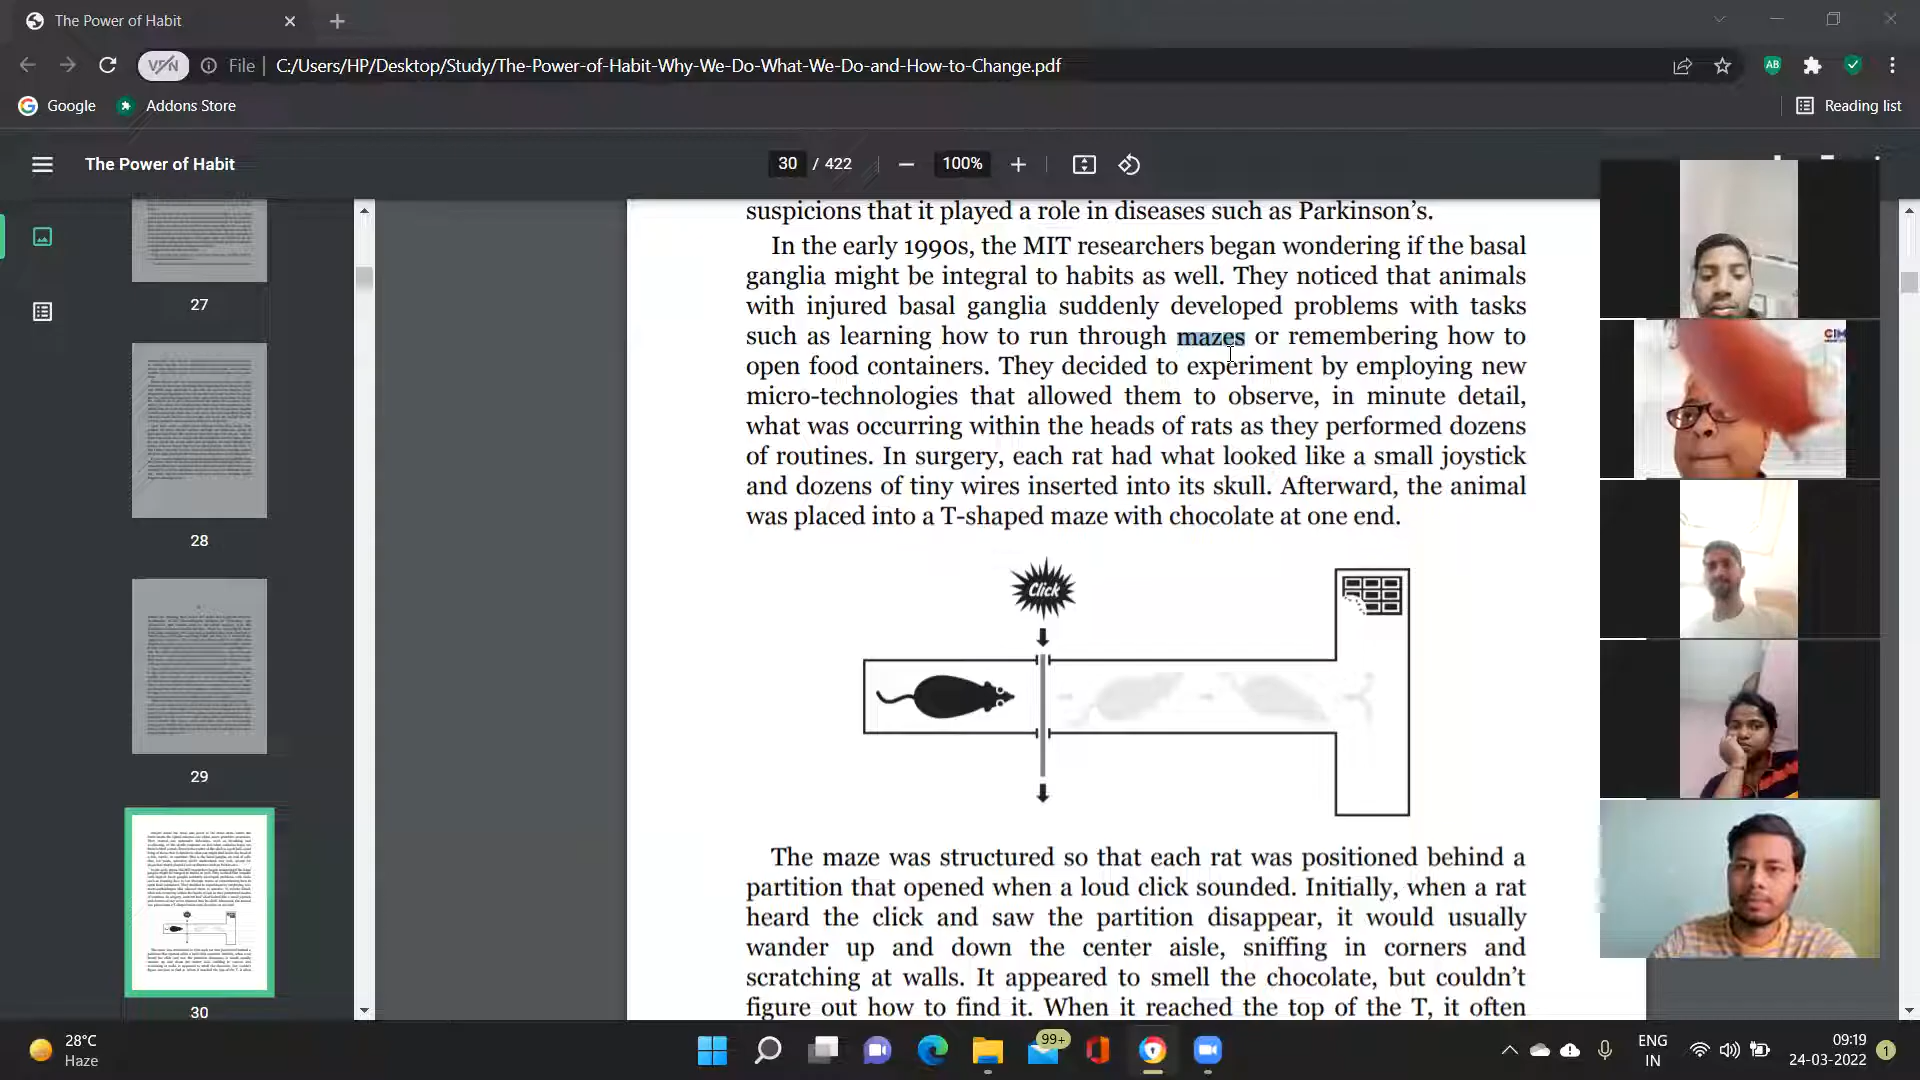 The Power of Habit
VPN
File
C:/Users/HP/Desktop/Study/The-Power-of-Habit-Why-We-Do-What-We-Do-and-How-to-Change.pdf
AB
Google
Addons Store
Reading list
The Power of Habit
30 / 422
100%
27
28
29
30
suspicions that it played a role in diseases such as Parkinson’s.
In the early 1990s, the MIT researchers began wondering if the basal
ganglia might be integral to habits as well. They noticed that animals
with injured basal ganglia suddenly developed problems with tasks
such as learning how to run through mazes or remembering how to
open food containers. They decided to experiment by employing new
micro-technologies that allowed them to observe, in minute detail,
what was occurring within the heads of rats as they performed dozens
of routines. In surgery, each rat had what looked like a small joystick
and dozens of tiny wires inserted into its skull. Afterward, the animal
was placed into a T-shaped maze with chocolate at one end.
Click
The maze was structured so that each rat was positioned behind a
partition that opened when a loud click sounded. Initially, when a rat
heard the click and saw the partition disappear, it would usually
wander up and down the center aisle, sniffing in corners and
scratching at walls. It appeared to smell the chocolate, but couldn’t
figure out how to find it. When it reached the top of the T, it often
28°C
Haze
99+
ENG
IN
09:19
24-03-2022
1